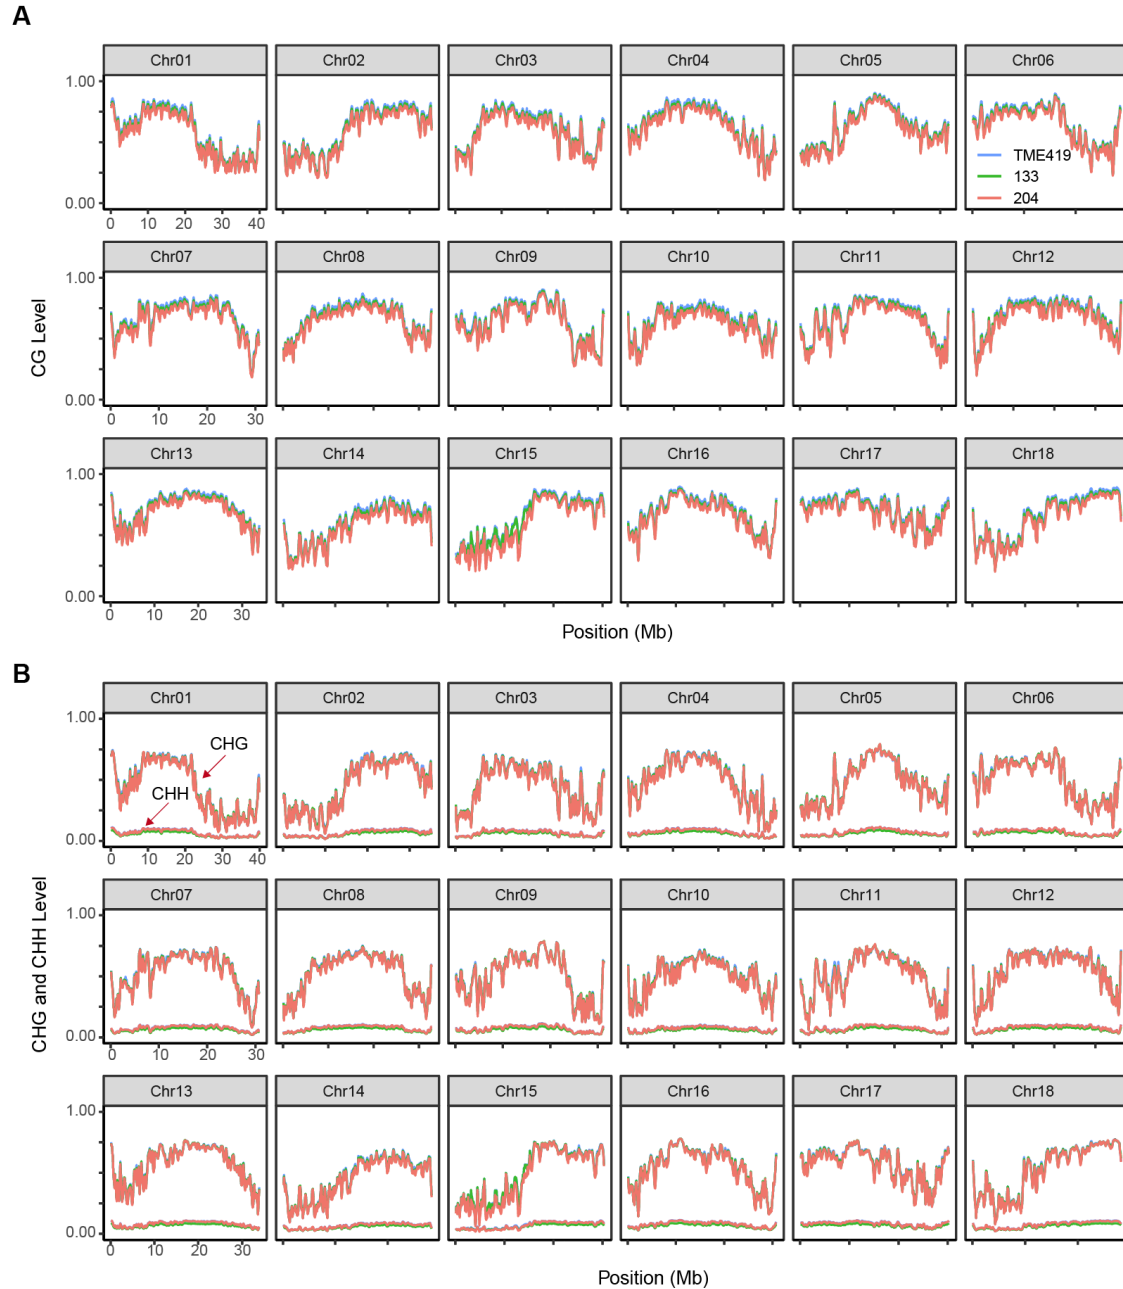 A
Chr01 Chr02 Chr03 Chr04 Chr05 Chr06
1.00
0.00
0 10 20 30 40
TME419
133
204
Chr07 Chr08 Chr09 Chr10 Chr11 Chr12
1.00
0.00
0 10 20 30
CG Level
Chr13 Chr14 Chr15 Chr16 Chr17 Chr18
1.00
0.00
0 10 20 30
Position (Mb)
B
Chr01 Chr02 Chr03 Chr04 Chr05 Chr06
1.00
CHG
CHH
0.00
0 10 20 30 40
Chr07 Chr08 Chr09 Chr10 Chr11 Chr12
1.00
0.00
0 10 20 30
CHG and CHH Level
Chr13 Chr14 Chr15 Chr16 Chr17 Chr18
1.00
0.00
0 10 20 30
Position (Mb)